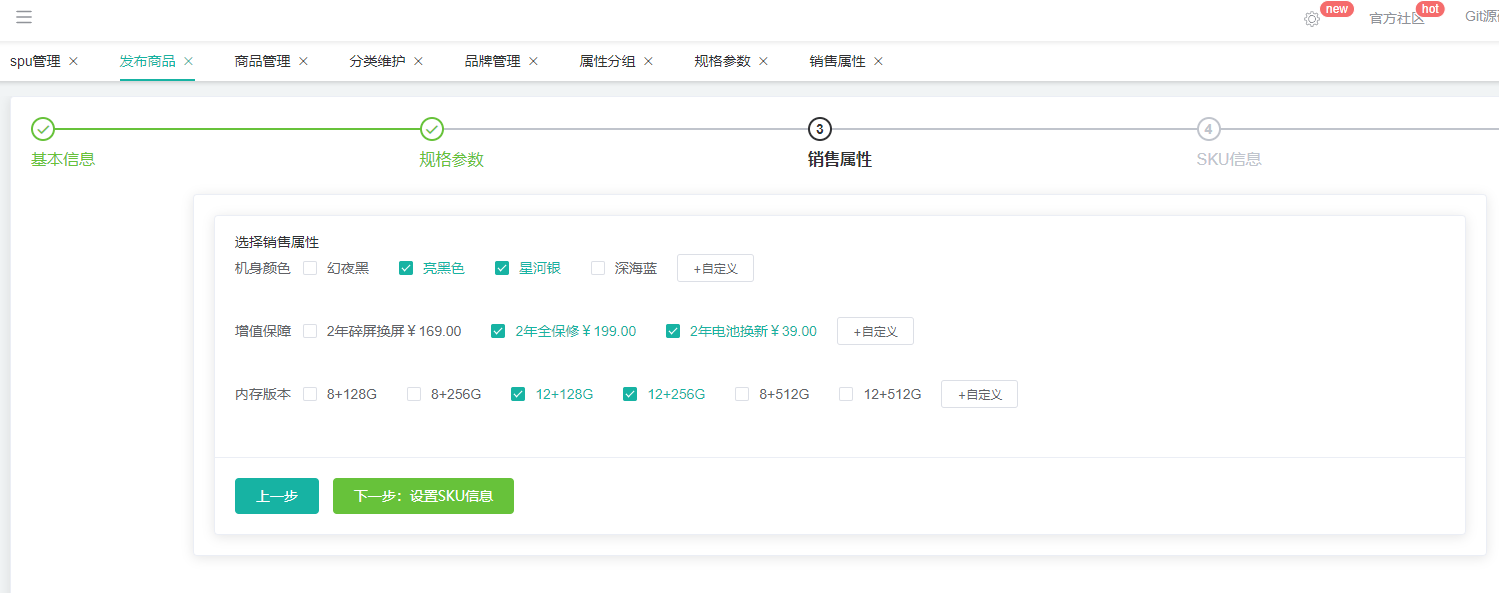 new
hot
官方社区
Git源
spu管理 × 发布商品 × 商品管理 × 分类维护 × 品牌管理 × 属性分组 × 规格参数 × 销售属性 ×
3 4
基本信息 规格参数 销售属性 SKU信息
选择销售属性
机身颜色 幻夜黑 亮黑色 星河银 深海蓝 +自定义
增值保障 2年碎屏换屏¥169.00 2年全保修¥199.00 2年电池换新¥39.00 +自定义
内存版本 8+128G 8+256G 12+128G 12+256G 8+512G 12+512G +自定义
上一步 下一步：设置SKU信息